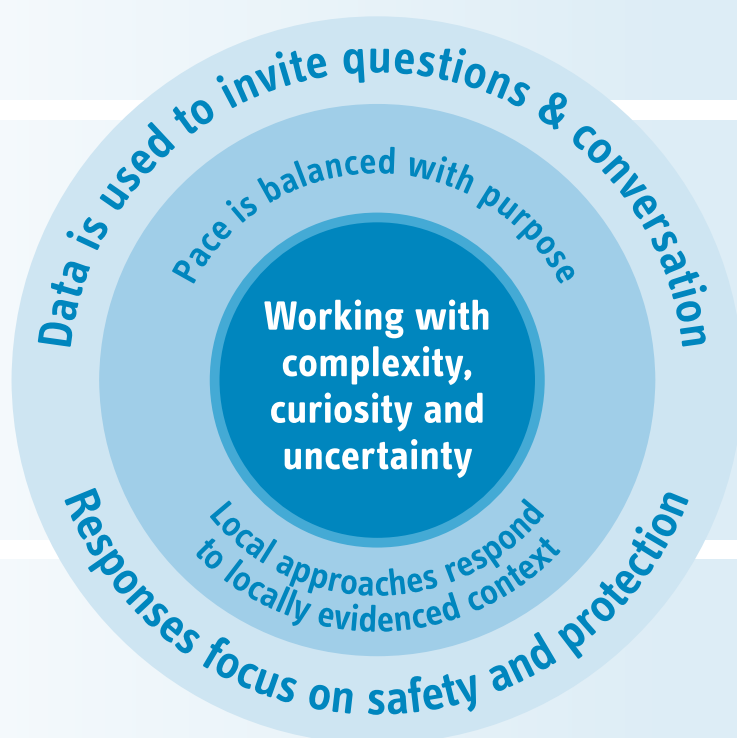 Data is used to invite questions & conversation
Pace is balanced with purpose
Working with
complexity,
curiosity and
uncertainty
Local approaches respond
to locally evidenced context
Responses focus on safety and protection